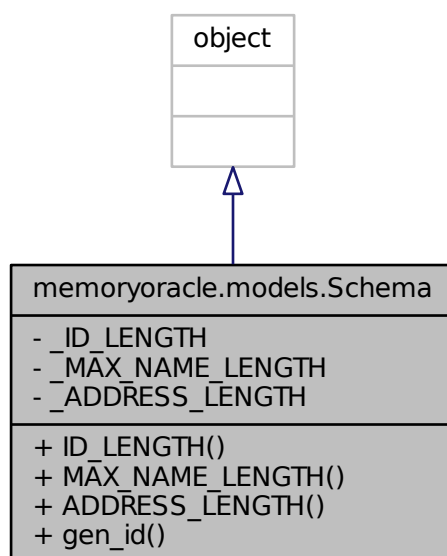 object
memoryoracle.models.Schema
- _ID_LENGTH
- _MAX_NAME_LENGTH
- _ADDRESS_LENGTH
+ ID_LENGTH()
+ MAX_NAME_LENGTH()
+ ADDRESS_LENGTH()
+ gen_id()